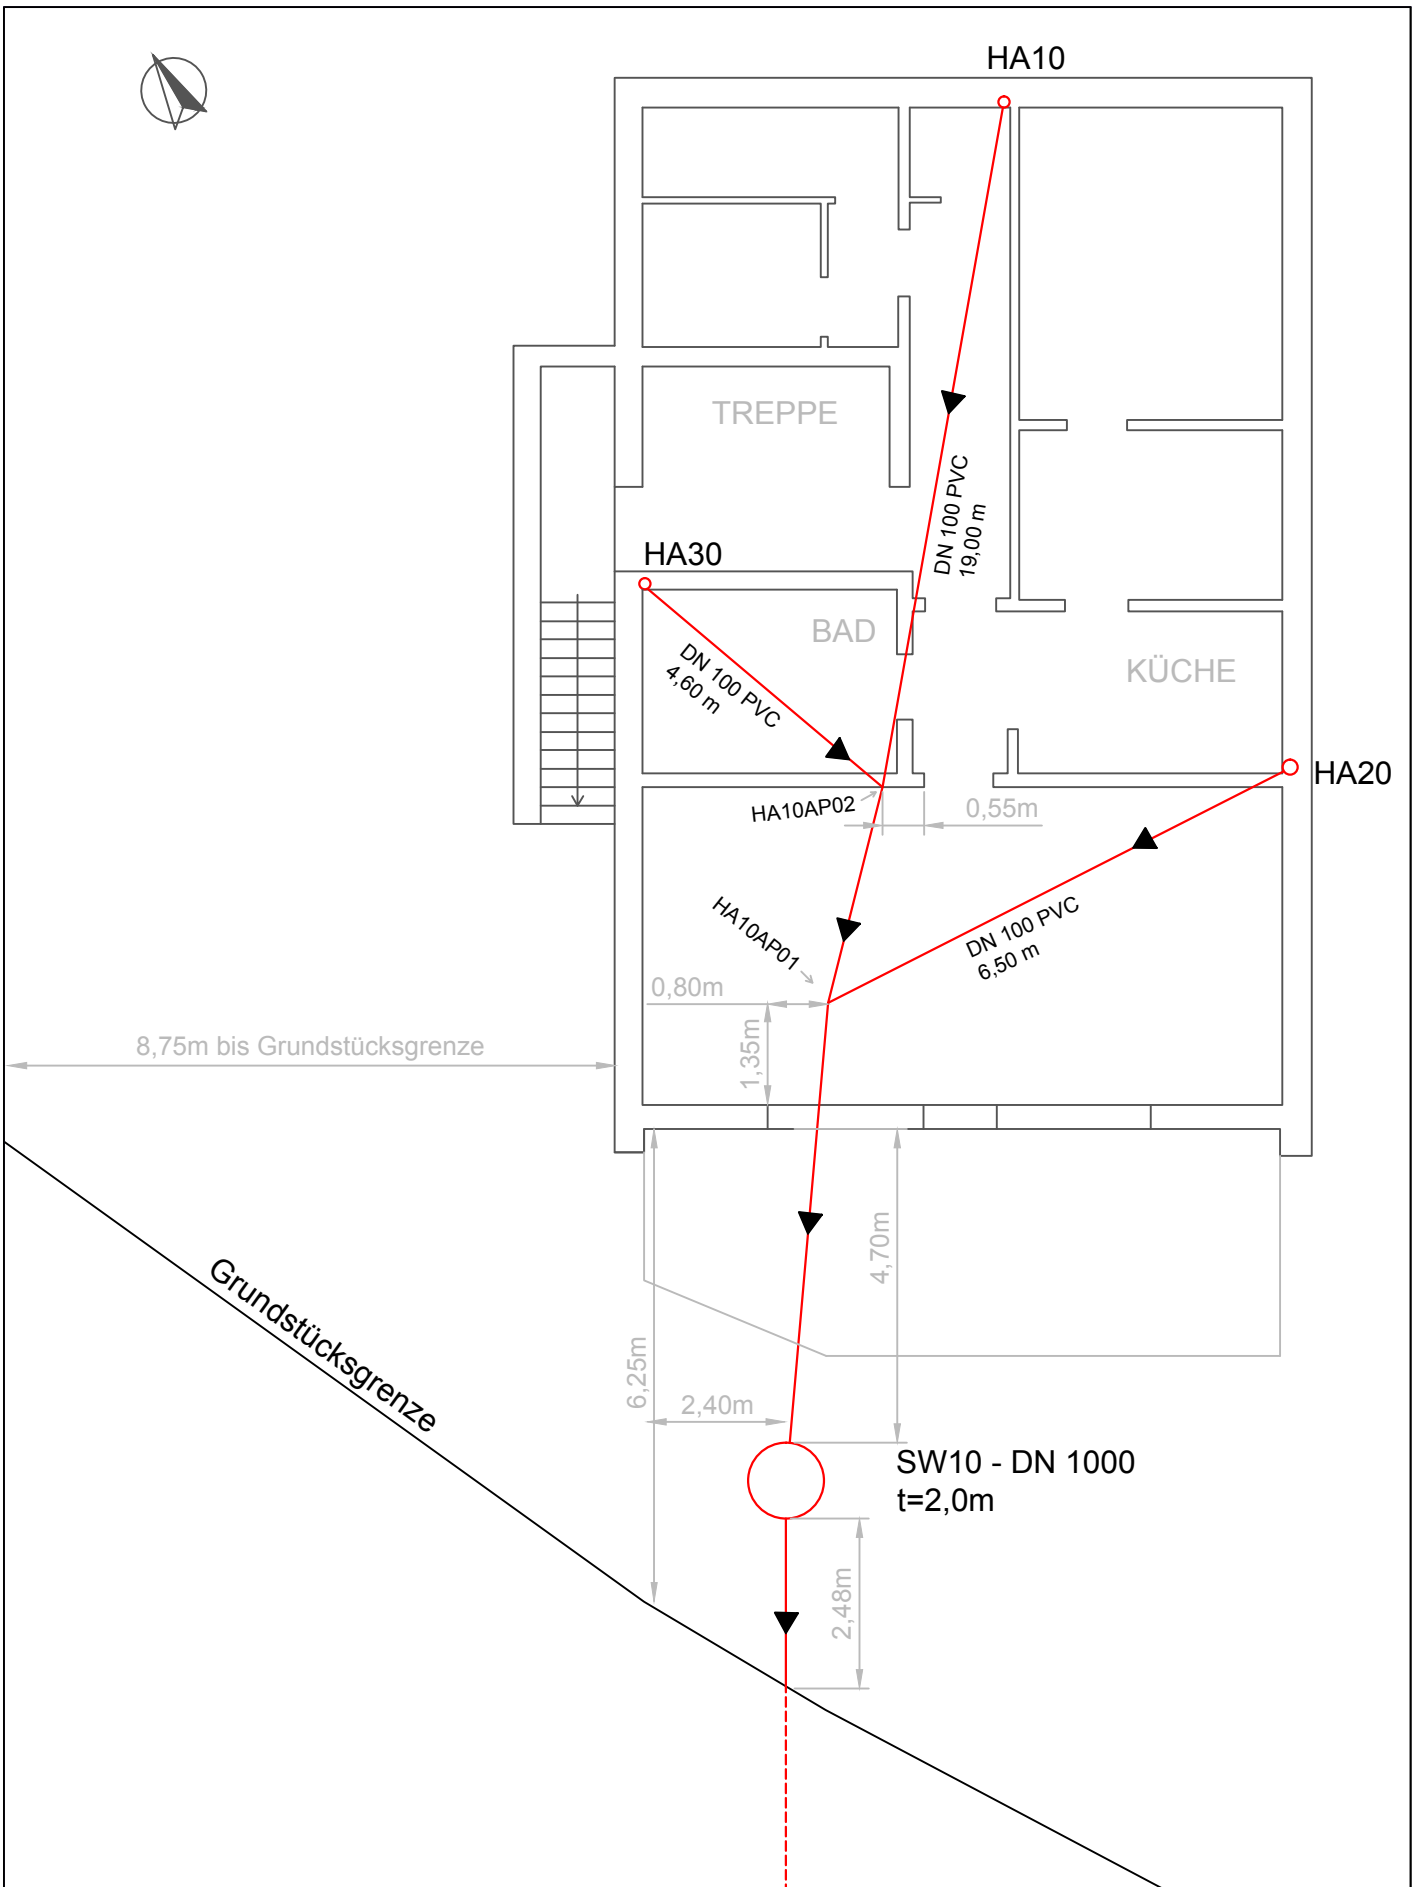 HA10
TREPPE
DN 100 PVC
19,00 m
HA30
BAD
DN 100 PVC
4,60 m
KÜCHE
HA20
HA10AP02
0,55m
HA10AP01
DN 100 PVC
6,50 m
0,80m
1,35m
8,75m bis Grundstücksgrenze
4,70m
Grundstücksgrenze
6,25m
2,40m
SW10 - DN 1000
t=2,0m
2,48m